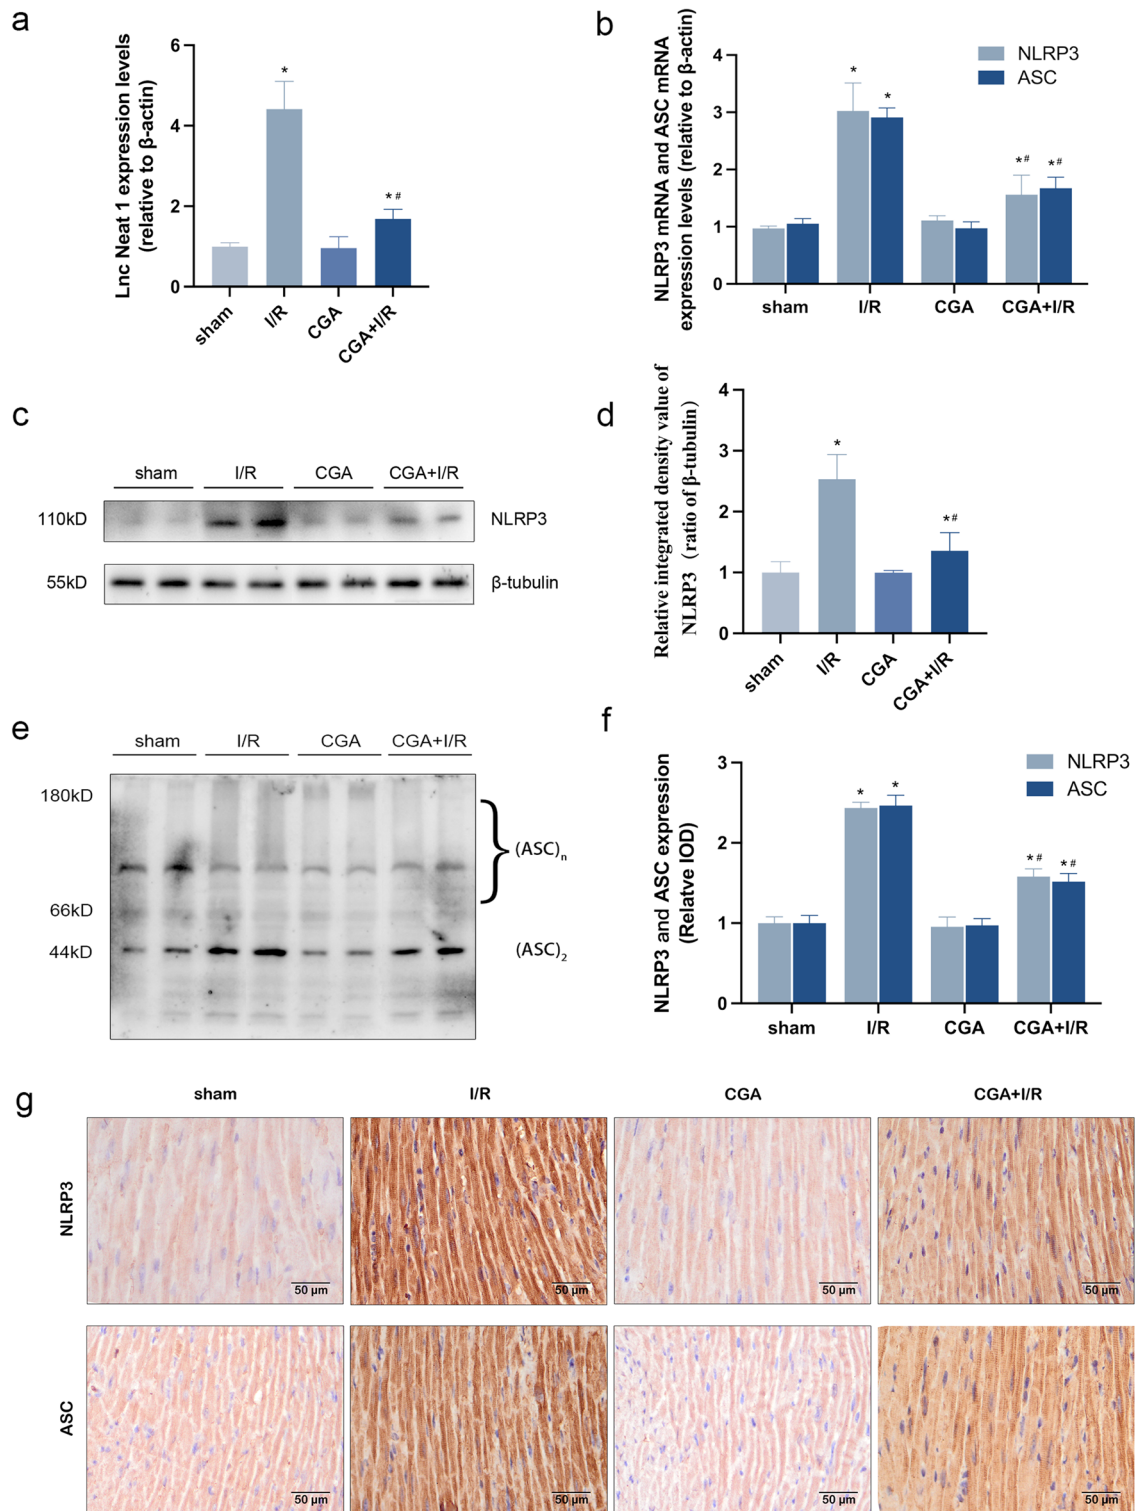 a
Lnc Neat 1 expression levels
(relative to β-actin)
6
4
2
0
*
* #
sham
I/R
CGA
CGA+I/R
b
NLRP3 mRNA and ASC mRNA
expression levels (relative to β-actin)
4
3
2
1
0
NLRP3
ASC
*
*
* #
* #
sham
I/R
CGA
CGA+I/R
c
sham
I/R
CGA
CGA+I/R
110kD
NLRP3
55kD
β-tubulin
d
Relative integrated density value of
NLRP3 (ratio of β-tubulin)
4
3
2
1
0
*
* #
sham
I/R
CGA
CGA+I/R
e
sham
I/R
CGA
CGA+I/R
180kD
66kD
44kD
(ASC)n
(ASC)2
f
NLRP3 and ASC expression
(Relatve IOD)
3
2
1
0
NLRP3
ASC
*
*
* #
* #
sham
I/R
CGA
CGA+I/R
g
sham
I/R
CGA
CGA+I/R
NLRP3
50 µm
50 µm
50 µm
50 µm
ASC
50 µm
50 µm
50 µm
50 µm